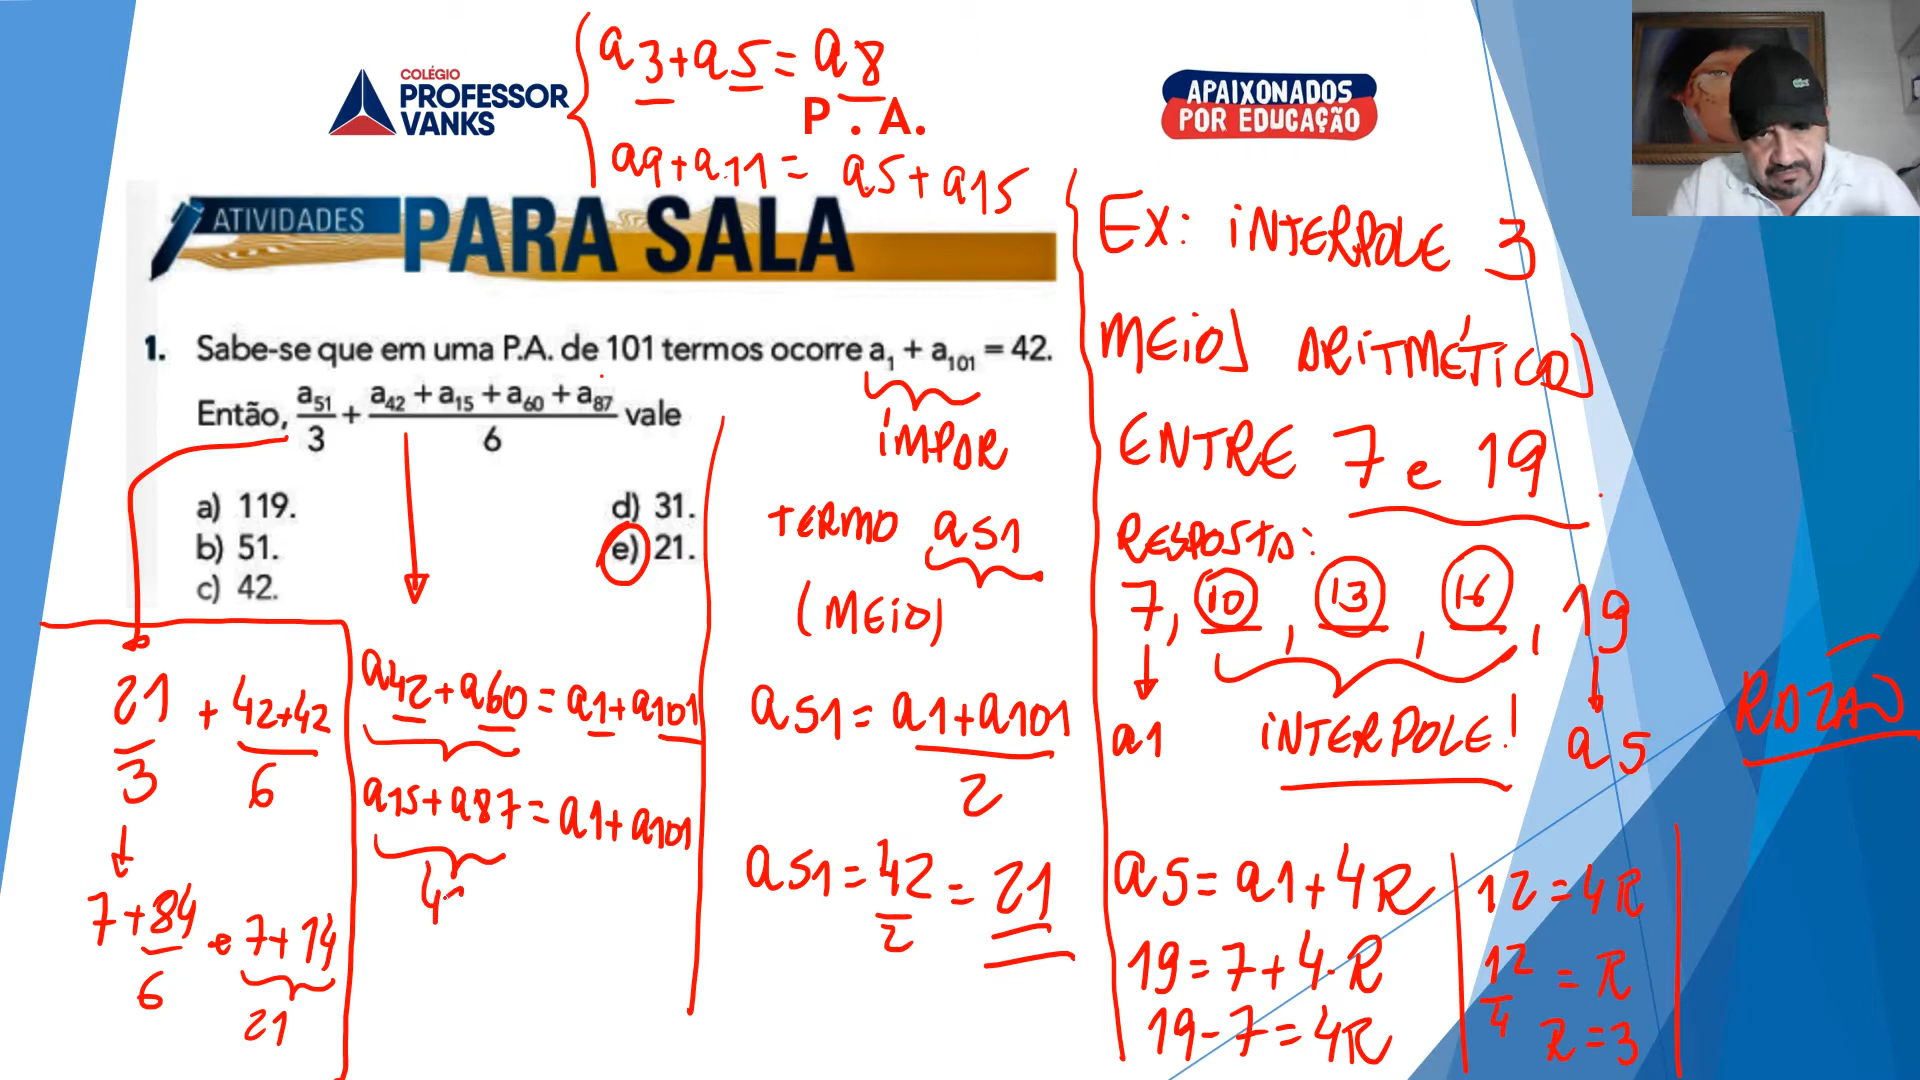 a3+a5=a8
COLÉGIO
PROFESSOR
VANKS
P.A.
a9+a11=a5+a15
APAIXONADOS
POR EDUCAÇÃO
ATIVIDADES
PARA SALA
1. Sabe-se que em uma P.A. de 101 termos ocorre a₁ + a₁₀₁ = 42.
Então, a₅₁/3 + (a₄₂ + a₁₅ + a₆₀ + a₈₇)/6 vale
a) 119.
b) 51.
c) 42.
d) 31.
e) 21.
21/3 + 42+42/6
7+84/6
7+14
21
a42+a60=a1+a101
a15+a87=a1+a101
ÍMPAR
TERMO a51
(MEIO)
a51=a1+a101/2
a51=42/2=21
EX: INTERPOLE 3
MEIOS ARITMÉTICOS
ENTRE 7 e 19
RESPOSTA:
7, 10, 13, 16, 19
a1
INTERPOLE!
a5
RAZÃO
a5=a1+4R
19=7+4.R
19-7=4R
12=4R
12/4=R
R=3